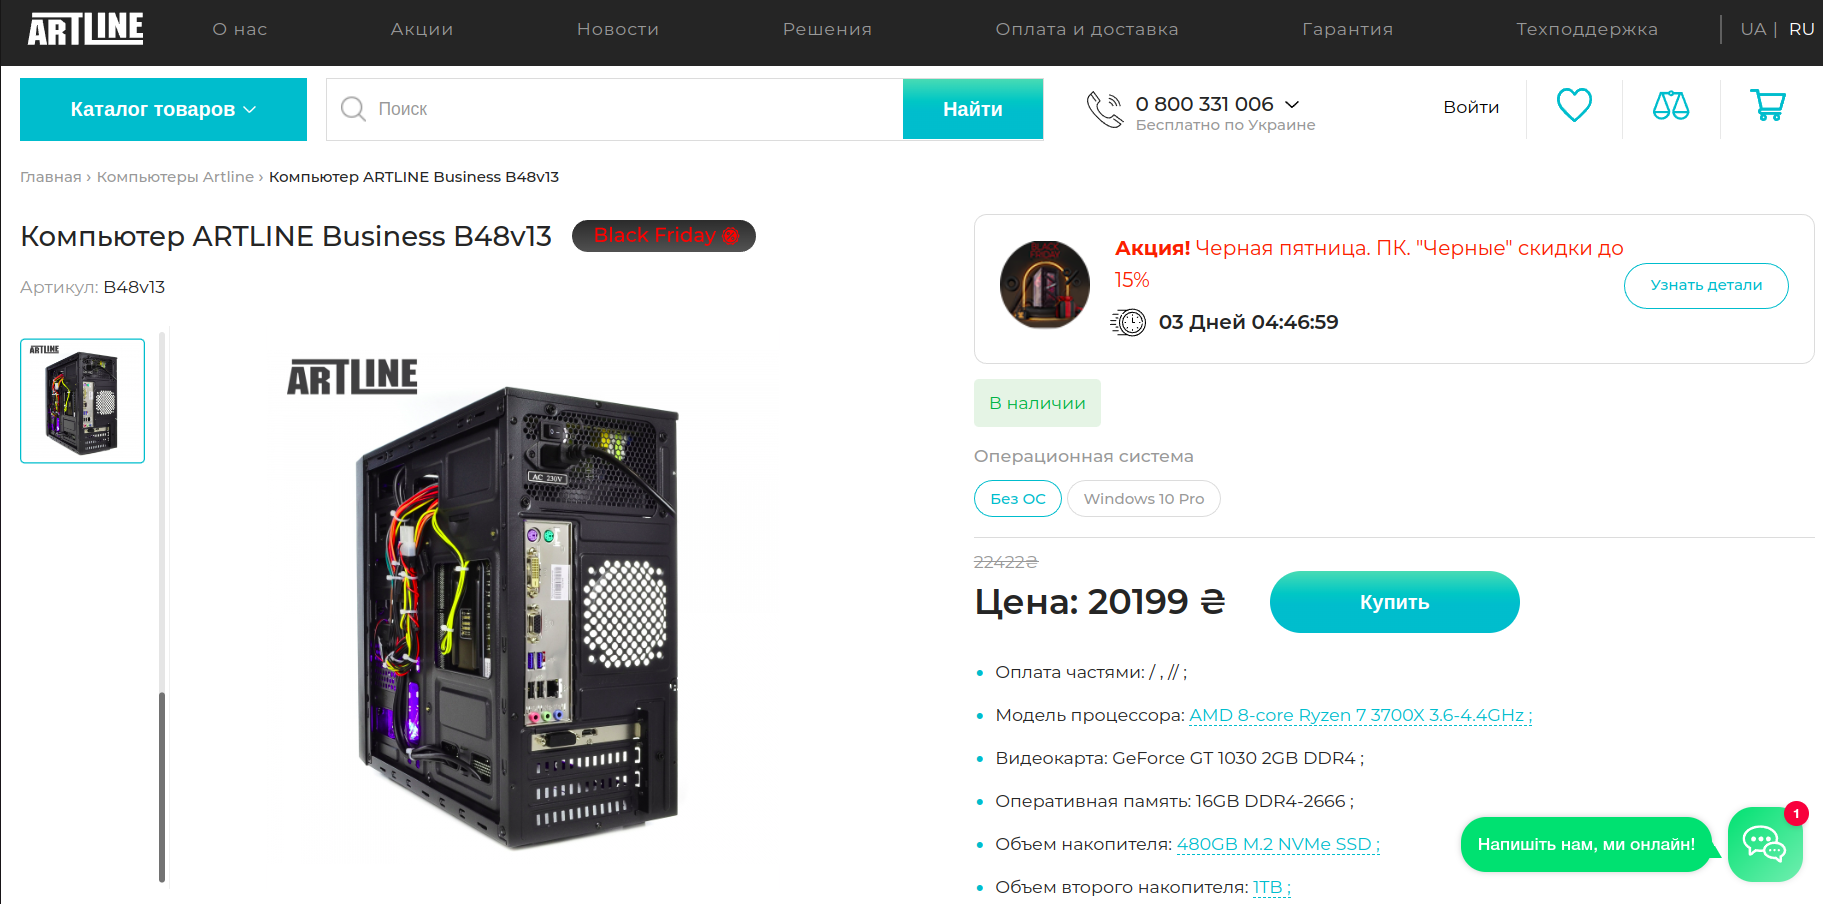 ARTLINE
О нас
Акции
Новости
Решения
Оплата и доставка
Гарантия
Техподдержка
UA | RU
Каталог товаров
Поиск
Найти
0 800 331 006
Бесплатно по Украине
Войти
Главная › Компьютеры Artline › Компьютер ARTLINE Business B48v13
Компьютер ARTLINE Business B48v13
Black Friday
Артикул: B48v13
ARTLINE
ARTLINE
AC 230V
BLACK
FRIDAY
Акция! Черная пятница. ПК. "Черные" скидки до
15%
03 Дней 04:46:59
Узнать детали
В наличии
Операционная система
Без ОС
Windows 10 Pro
22422₴
Цена: 20199 ₴
Купить
Оплата частями: / , // ;
Модель процессора: AMD 8-core Ryzen 7 3700X 3.6-4.4GHz ;
Видеокарта: GeForce GT 1030 2GB DDR4 ;
Оперативная память: 16GB DDR4-2666 ;
Объем накопителя: 480GB M.2 NVMe SSD ;
Объем второго накопителя: 1TB ;
Напишіть нам, ми онлайн!
1